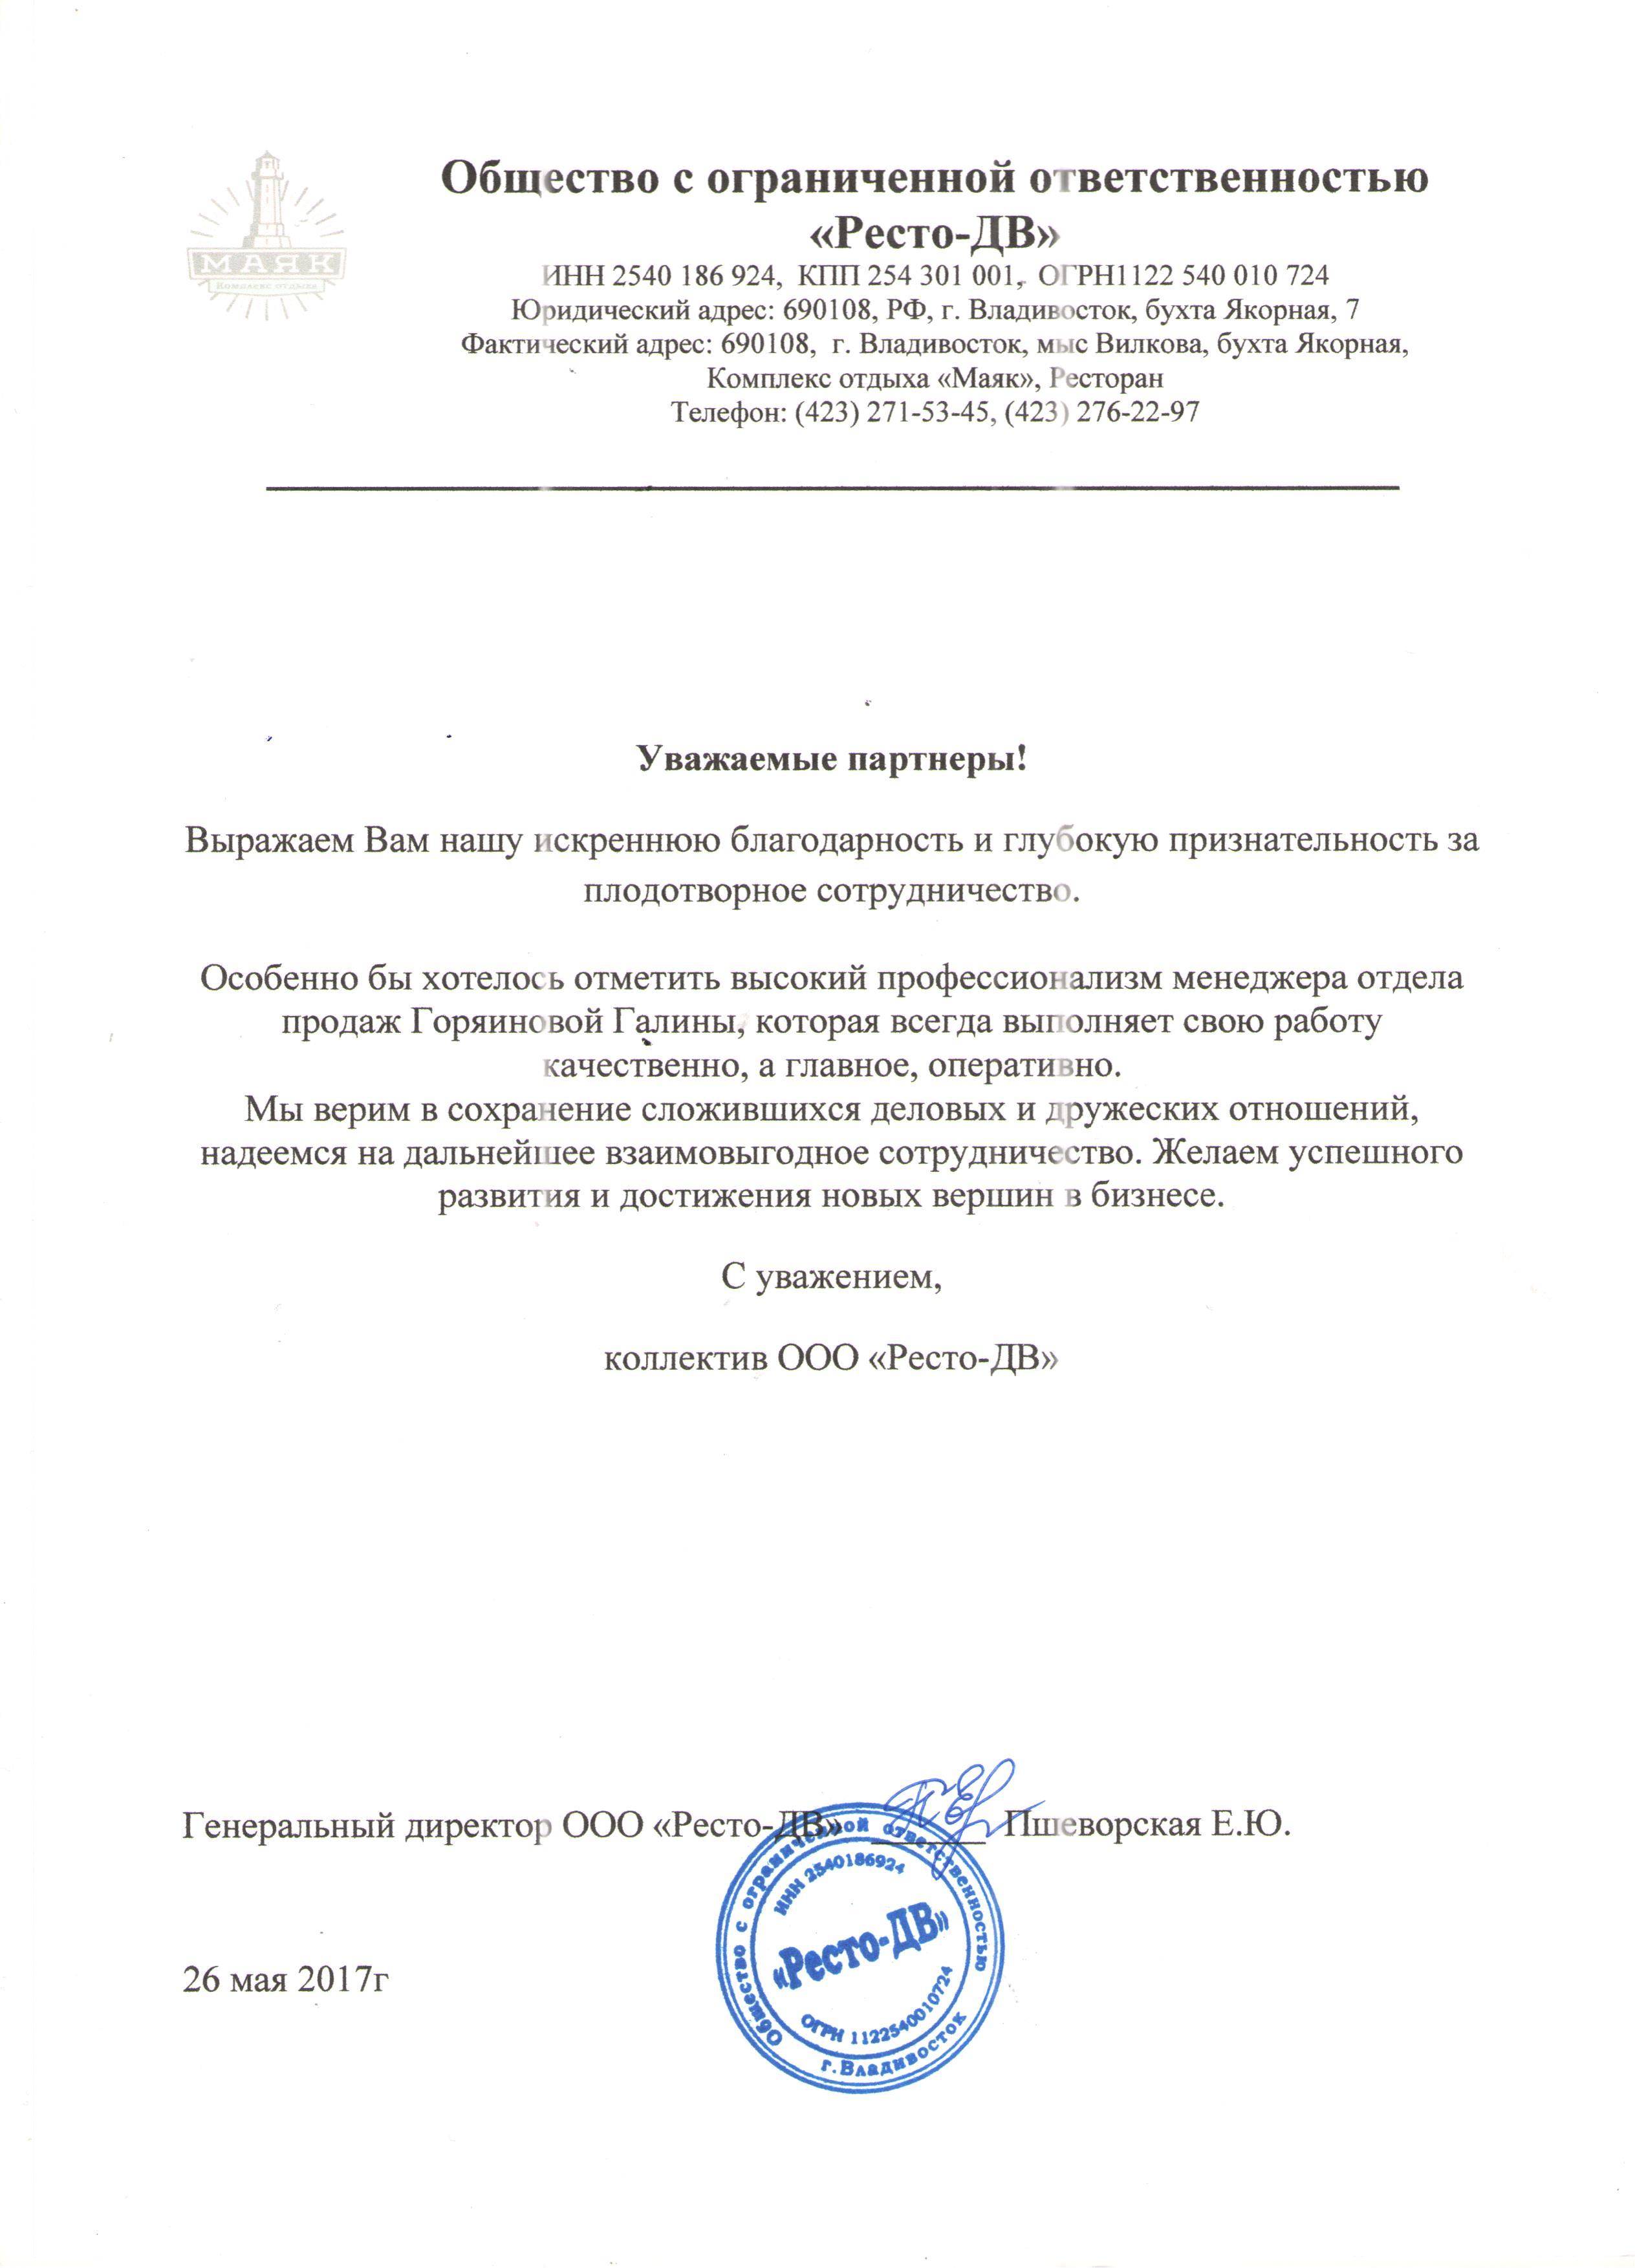 МАЯК
Комплекс отдыха
Общество с ограниченной ответственностью
«Ресто-ДВ»
ИНН 2540 186 924,  КПП 254 301 001,  ОГРН1122 540 010 724
Юридический адрес: 690108, РФ, г. Владивосток, бухта Якорная, 7
Фактический адрес: 690108,  г. Владивосток, мыс Вилкова, бухта Якорная,
Комплекс отдыха «Маяк», Ресторан
Телефон: (423) 271-53-45, (423) 276-22-97
Уважаемые партнеры!
Выражаем Вам нашу искреннюю благодарность и глубокую признательность за
плодотворное сотрудничество.
Особенно бы хотелось отметить высокий профессионализм менеджера отдела
продаж Горяиновой Галины, которая всегда выполняет свою работу
качественно, а главное, оперативно.
Мы верим в сохранение сложившихся деловых и дружеских отношений,
надеемся на дальнейшее взаимовыгодное сотрудничество. Желаем успешного
развития и достижения новых вершин в бизнесе.
С уважением,
коллектив ООО «Ресто-ДВ»
Генеральный директор ООО «Ресто-ДВ» ______ Пшеворская Е.Ю.
Общество с ограниченной ответственностью
ИНН 2540186924
«Ресто-ДВ»
ОГРН 1122540010724
г.Владивосток
26 мая 2017г